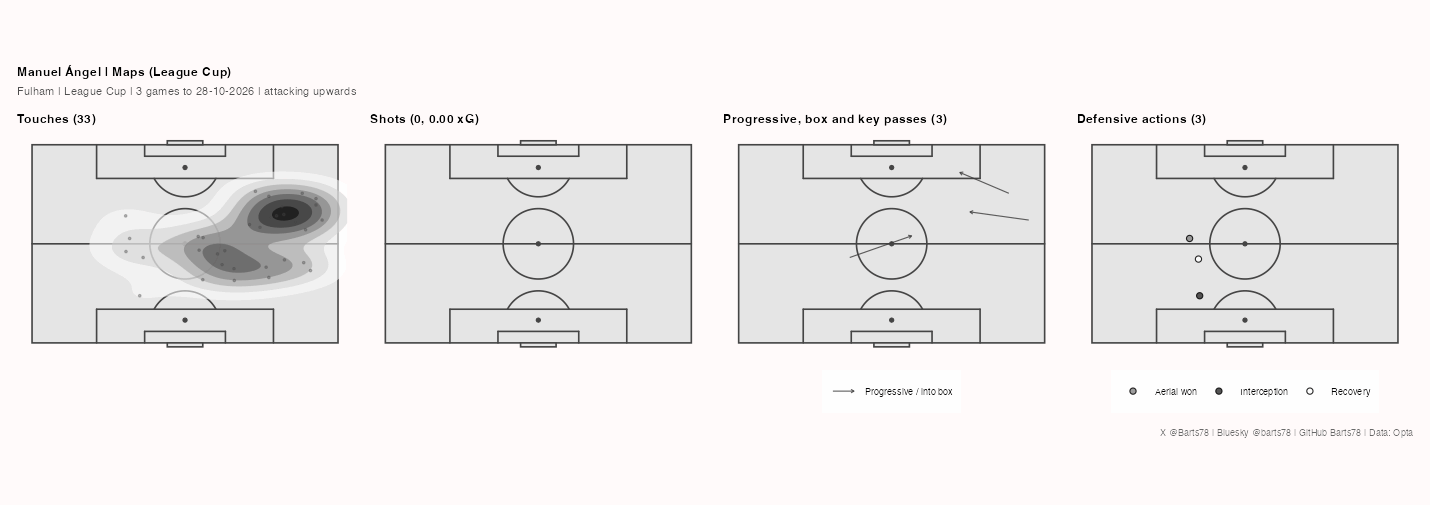 Manuel Ángel | Maps (League Cup)
Fulham | League Cup | 3 games to 28-10-2026 | attacking upwards
Touches (33)
Shots (0, 0.00 xG)
Progressive, box and key passes (3)
Defensive actions (3)
Progressive / into box
Aerial won
Interception
Recovery
X @Barts78 | Bluesky @barts78 | GitHub Barts78 | Data: Opta